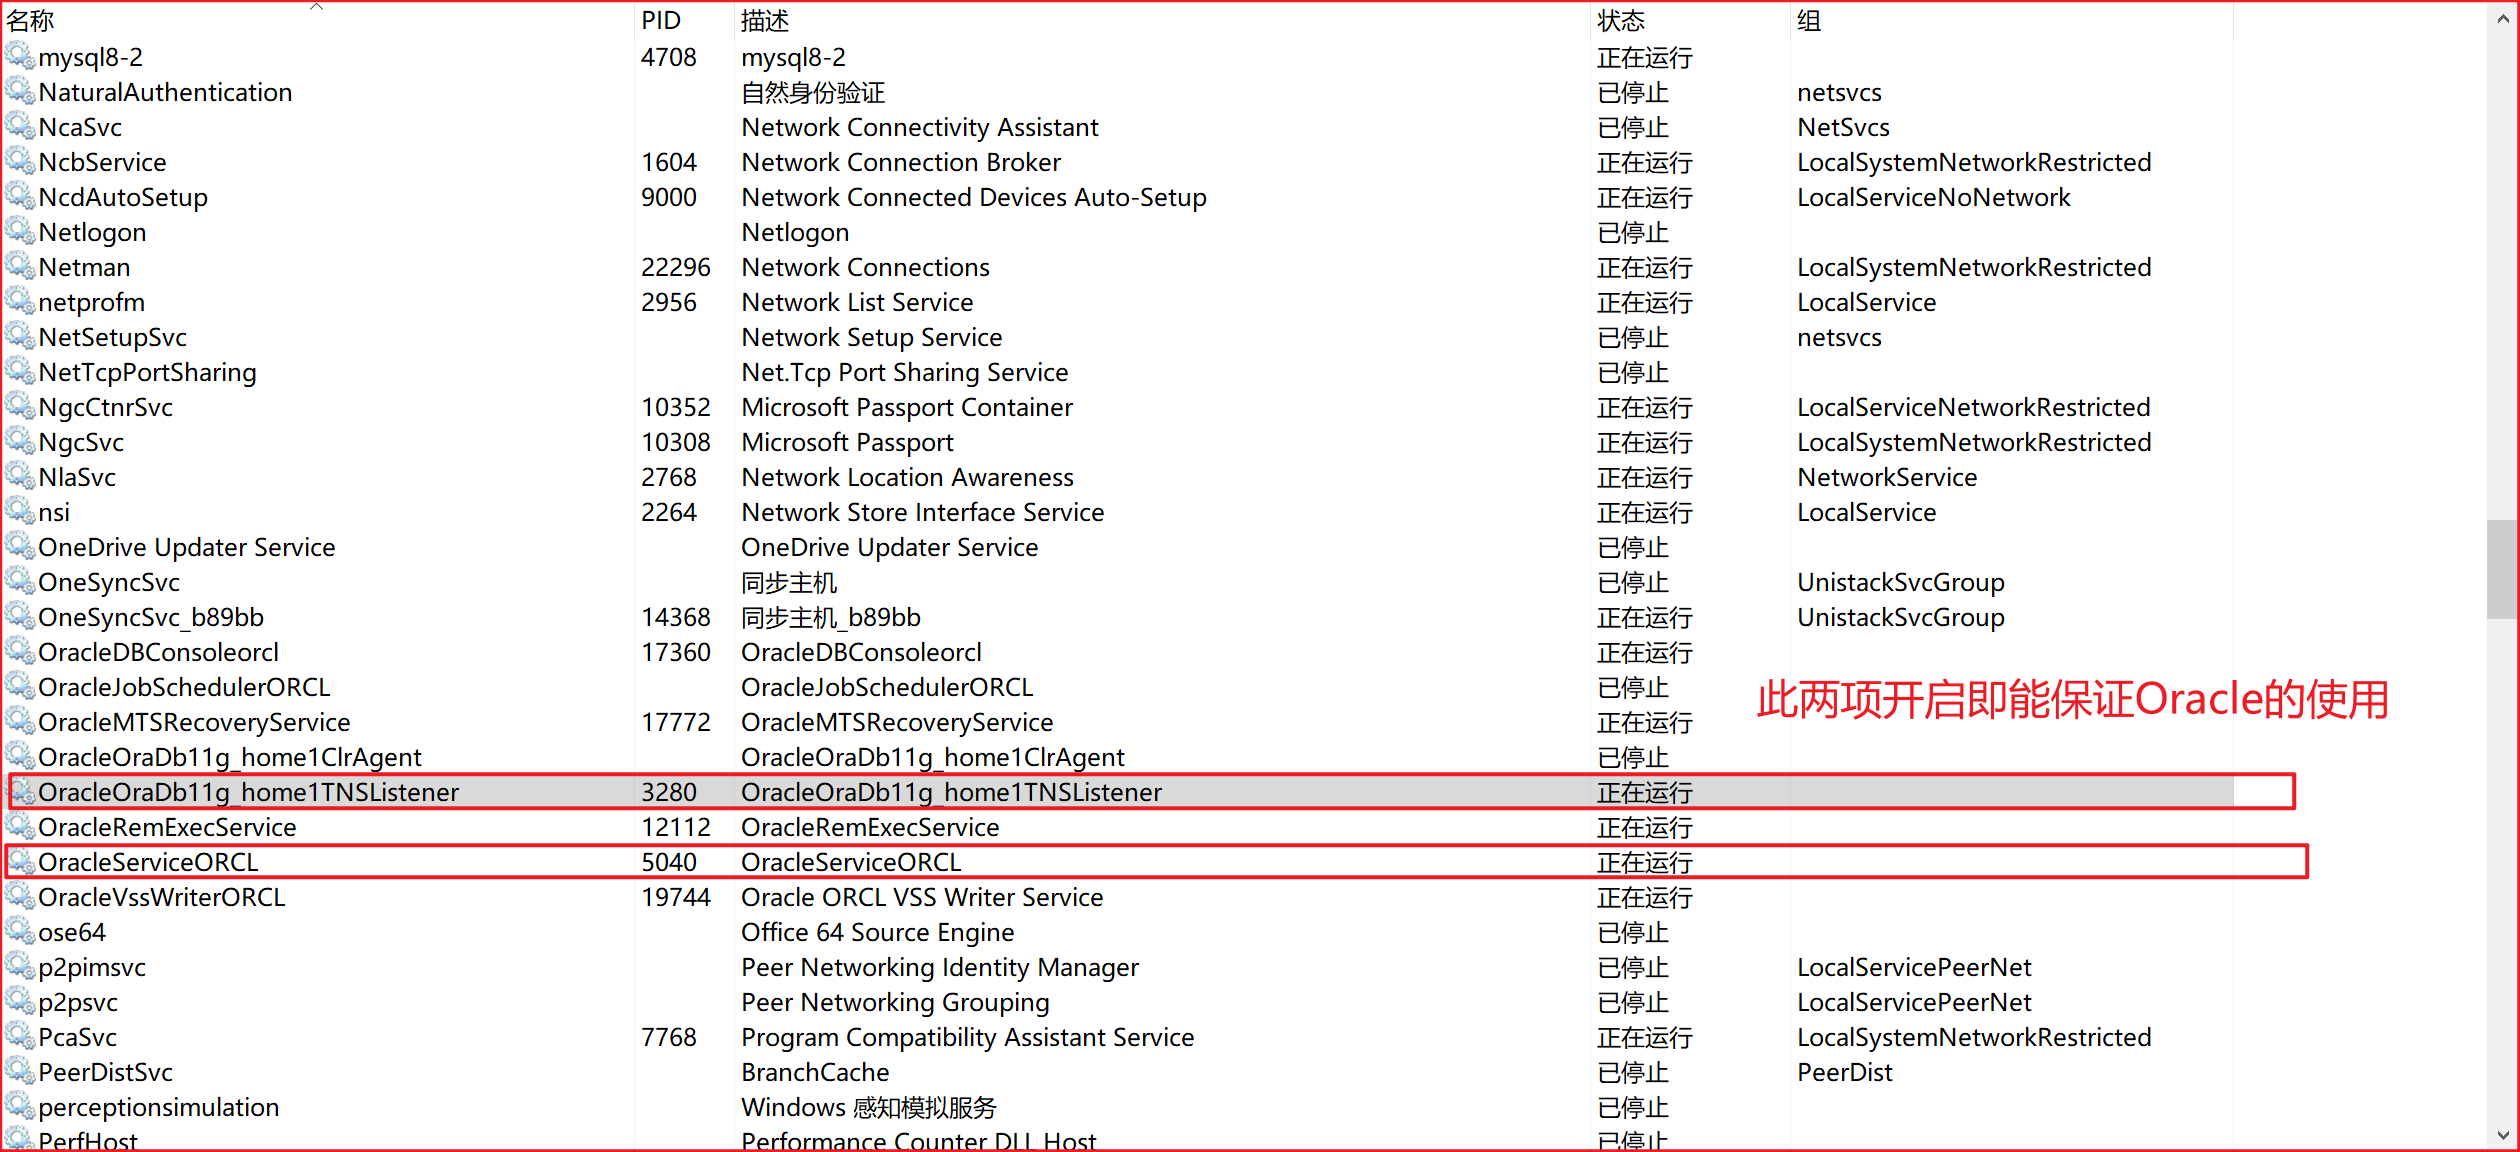 名称 PID 描述 状态 组
mysql8-2 4708 mysql8-2 正在运行
NaturalAuthentication 自然身份验证 已停止 netsvcs
NcaSvc Network Connectivity Assistant 已停止 NetSvcs
NcbService 1604 Network Connection Broker 正在运行 LocalSystemNetworkRestricted
NcdAutoSetup 9000 Network Connected Devices Auto-Setup 正在运行 LocalServiceNoNetwork
Netlogon Netlogon 已停止
Netman 22296 Network Connections 正在运行 LocalSystemNetworkRestricted
netprofm 2956 Network List Service 正在运行 LocalService
NetSetupSvc Network Setup Service 已停止 netsvcs
NetTcpPortSharing Net.Tcp Port Sharing Service 已停止
NgcCtnrSvc 10352 Microsoft Passport Container 正在运行 LocalServiceNetworkRestricted
NgcSvc 10308 Microsoft Passport 正在运行 LocalSystemNetworkRestricted
NlaSvc 2768 Network Location Awareness 正在运行 NetworkService
nsi 2264 Network Store Interface Service 正在运行 LocalService
OneDrive Updater Service OneDrive Updater Service 已停止
OneSyncSvc 同步主机 已停止 UnistackSvcGroup
OneSyncSvc_b89bb 14368 同步主机_b89bb 正在运行 UnistackSvcGroup
OracleDBConsoleorcl 17360 OracleDBConsoleorcl 正在运行
OracleJobSchedulerORCL OracleJobSchedulerORCL 已停止
此两项开启即能保证Oracle的使用
OracleMTSRecoveryService 17772 OracleMTSRecoveryService 正在运行
OracleOraDb11g_home1ClrAgent OracleOraDb11g_home1ClrAgent 已停止
OracleOraDb11g_home1TNSListener 3280 OracleOraDb11g_home1TNSListener 正在运行
OracleRemExecService 12112 OracleRemExecService 正在运行
OracleServiceORCL 5040 OracleServiceORCL 正在运行
OracleVssWriterORCL 19744 Oracle ORCL VSS Writer Service 正在运行
ose64 Office 64 Source Engine 已停止
p2pimsvc Peer Networking Identity Manager 已停止 LocalServicePeerNet
p2psvc Peer Networking Grouping 已停止 LocalServicePeerNet
PcaSvc 7768 Program Compatibility Assistant Service 正在运行 LocalSystemNetworkRestricted
PeerDistSvc BranchCache 已停止 PeerDist
perceptionsimulation Windows 感知模拟服务 已停止
PerfHost Performance Counter DLL Host 已停止